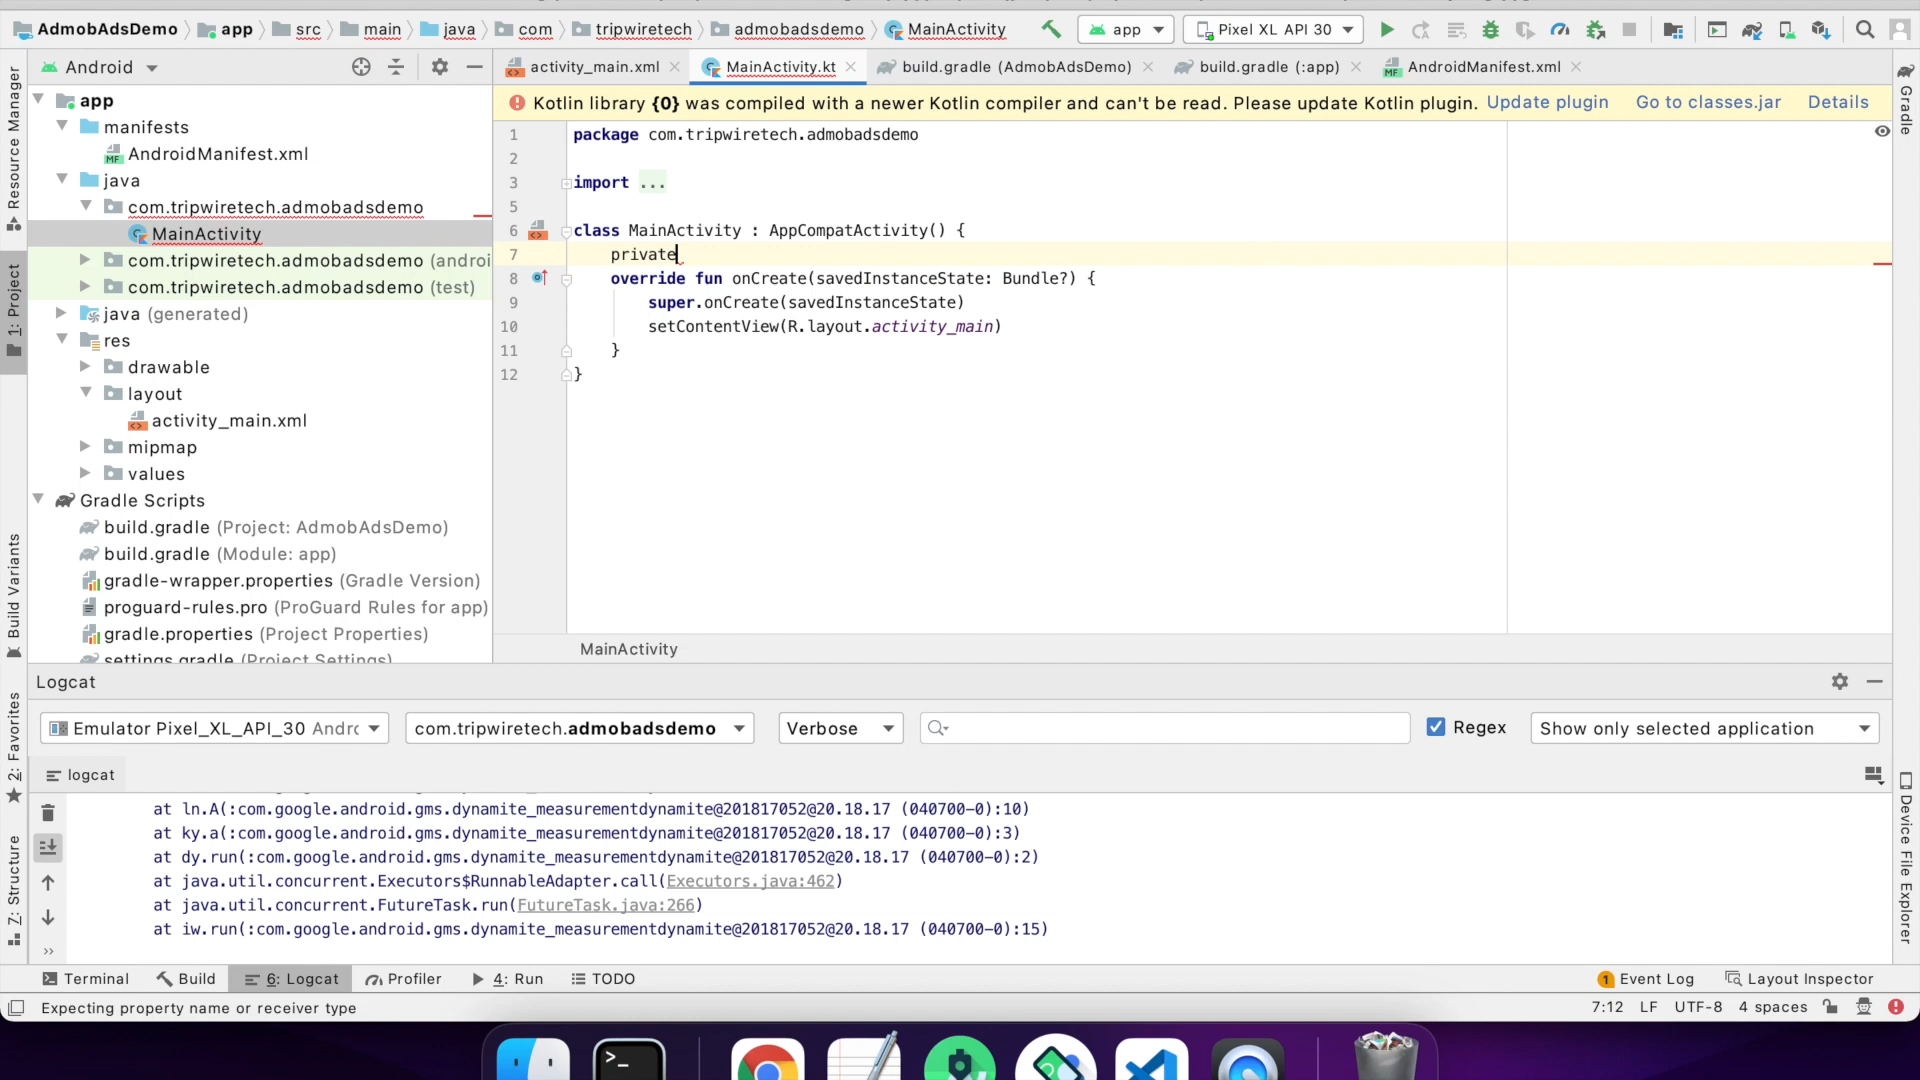 AdmobAdsDemo app src main java com tripwiretech admobadsdemo MainActivity app Pixel XL API 30
Android
activity_main.xml MainActivity.kt build.gradle (AdmobAdsDemo) build.gradle (:app) AndroidManifest.xml
Kotlin library {0} was compiled with a newer Kotlin compiler and can't be read. Please update Kotlin plugin. Update plugin Go to classes.jar Details
Resource Manager
1: Project
Build Variants
2: Favorites
Z: Structure
app
manifests
MF AndroidManifest.xml
java
com.tripwiretech.admobadsdemo
MainActivity
com.tripwiretech.admobadsdemo (androi
com.tripwiretech.admobadsdemo (test)
java (generated)
res
drawable
layout
activity_main.xml
mipmap
values
Gradle Scripts
build.gradle (Project: AdmobAdsDemo)
build.gradle (Module: app)
gradle-wrapper.properties (Gradle Version)
proguard-rules.pro (ProGuard Rules for app)
gradle.properties (Project Properties)
settings.gradle (Project Settings)
1 package com.tripwiretech.admobadsdemo
2
3 import ...
5
6 class MainActivity : AppCompatActivity() {
7 private
8 override fun onCreate(savedInstanceState: Bundle?) {
9 super.onCreate(savedInstanceState)
10 setContentView(R.layout.activity_main)
11 }
12 }
MainActivity
Gradle
Device File Explorer
Logcat
Emulator Pixel_XL_API_30 Andrc com.tripwiretech.admobadsdemo Verbose Regex Show only selected application
logcat
at ln.A(:com.google.android.gms.dynamite_measurementdynamite@201817052@20.18.17 (040700-0):10)
at ky.a(:com.google.android.gms.dynamite_measurementdynamite@201817052@20.18.17 (040700-0):3)
at dy.run(:com.google.android.gms.dynamite_measurementdynamite@201817052@20.18.17 (040700-0):2)
at java.util.concurrent.Executors$RunnableAdapter.call(Executors.java:462)
at java.util.concurrent.FutureTask.run(FutureTask.java:266)
at iw.run(:com.google.android.gms.dynamite_measurementdynamite@201817052@20.18.17 (040700-0):15)
Terminal Build 6: Logcat Profiler 4: Run TODO 1 Event Log Layout Inspector
Expecting property name or receiver type 7:12 LF UTF-8 4 spaces